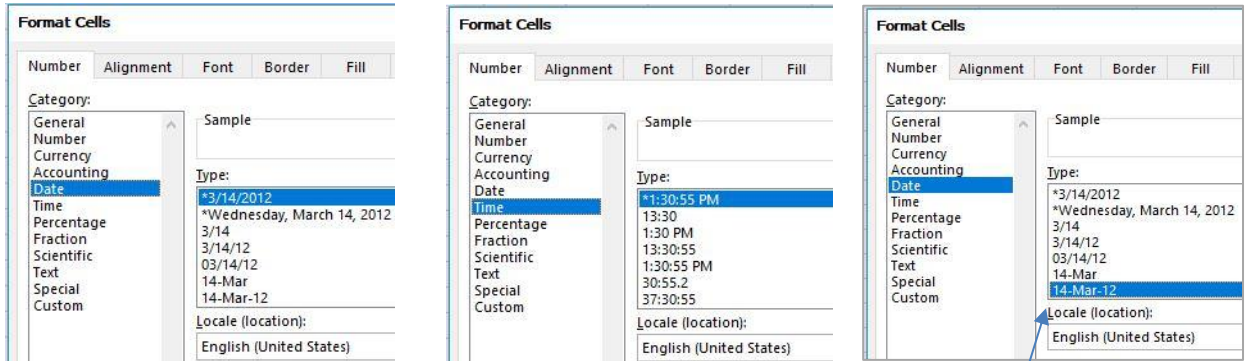 Format Cells
Number Alignment Font Border Fill
Category:
General
Number
Currency
Accounting
Date
Time
Percentage
Fraction
Scientific
Text
Special
Custom
Sample
Type:
*3/14/2012
*Wednesday, March 14, 2012
3/14
3/14/12
03/14/12
14-Mar
14-Mar-12
Locale (location):
English (United States)
Format Cells
Number Alignment Font Border Fill
Category:
General
Number
Currency
Accounting
Date
Time
Percentage
Fraction
Scientific
Text
Special
Custom
Sample
Type:
*1:30:55 PM
13:30
1:30 PM
13:30:55
1:30:55 PM
30:55.2
37:30:55
Locale (location):
English (United States)
Format Cells
Number Alignment Font Border Fill
Category:
General
Number
Currency
Accounting
Date
Time
Percentage
Fraction
Scientific
Text
Special
Custom
Sample
Type:
*3/14/2012
*Wednesday, March 14, 2012
3/14
3/14/12
03/14/12
14-Mar
14-Mar-12
Locale (location):
English (United States)